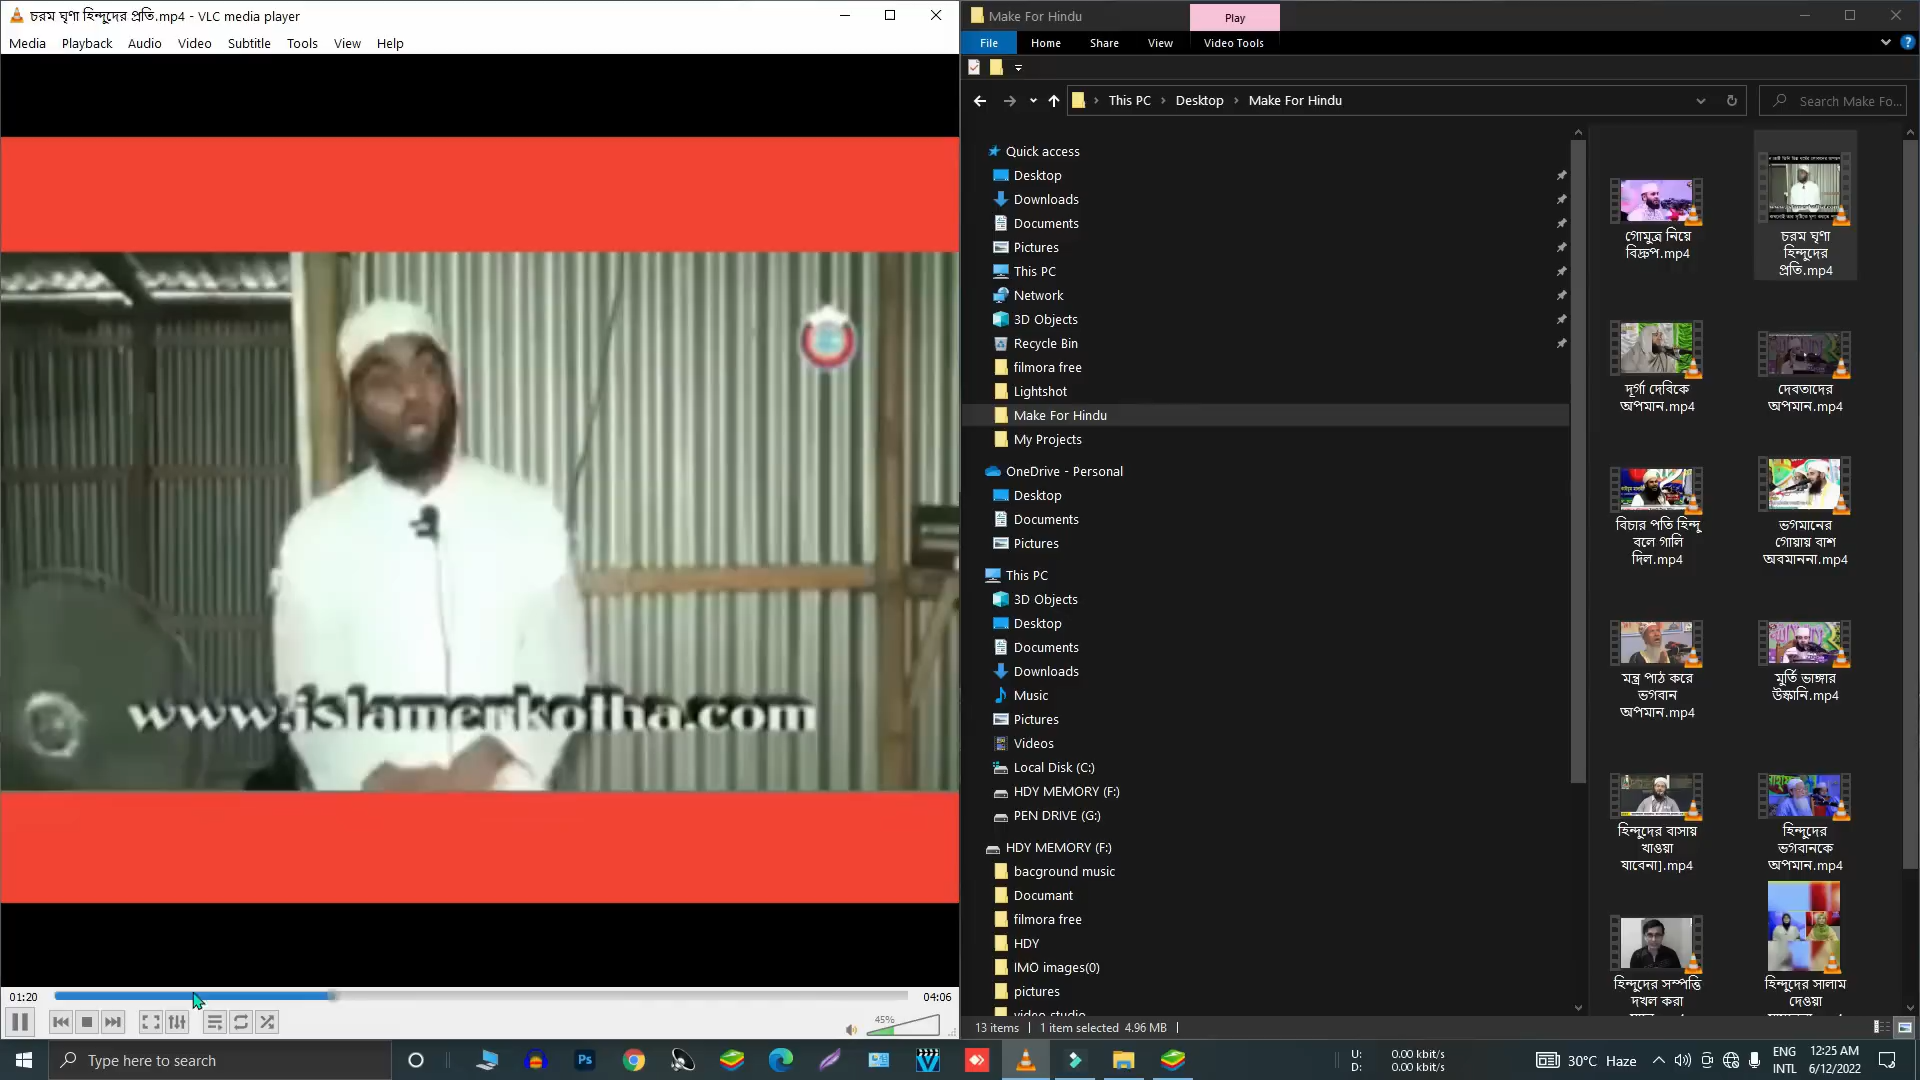 চরম ঘৃণা হিন্দুদের প্রতি.mp4 - VLC media player
Media Playback Audio Video Subtitle Tools View Help
www.islamerkotha.com
01:20
04:06
45%
Make For Hindu
Play
File Home Share View Video Tools
This PC Desktop Make For Hindu
Search Make Fo...
Quick access
Desktop
Downloads
Documents
Pictures
This PC
Network
3D Objects
Recycle Bin
filmora free
Lightshot
Make For Hindu
My Projects
OneDrive - Personal
Desktop
Documents
Pictures
This PC
3D Objects
Desktop
Documents
Downloads
Music
Pictures
Videos
Local Disk (C:)
HDY MEMORY (F:)
PEN DRIVE (G:)
HDY MEMORY (F:)
bacground music
Documant
filmora free
HDY
IMO images(0)
pictures
video studio
গোমুত্র নিয়ে
বিদ্রুপ.mp4
চরম ঘৃণা
হিন্দুদের
প্রতি.mp4
দূর্গা দেবিকে
অপমান.mp4
দেবতাদের
অপমান.mp4
বিচার পতি হিন্দু
বলে গালি
দিল.mp4
ভগমানের
গোয়ায় বাশ
অবমাননা.mp4
মন্ত্র পাঠ করে
ভগবান
অপমান.mp4
মুর্তি ভাঙ্গার
উস্কানি.mp4
হিন্দুদের বাসায়
খাওয়া
যাবেনা].mp4
হিন্দুদের
ভগবানকে
অপমান.mp4
হিন্দুদের সম্পত্তি
দখল করা
হিন্দুদের সালাম
দেওয়া
13 items 1 item selected 4.96 MB
Type here to search
U: 0.00 kbit/s
D: 0.00 kbit/s
30°C Haze
ENG
INTL
12:25 AM
6/12/2022